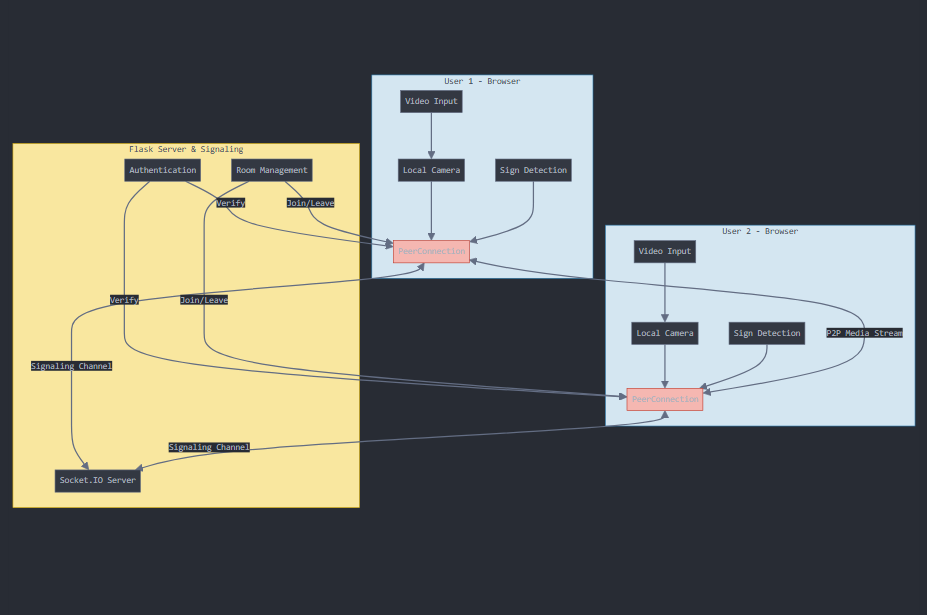 User 1 - Browser
Video Input
Local Camera
Sign Detection
PeerConnection
Flask Server & Signaling
Authentication
Room Management
Verify
Join/Leave
Verify
Join/Leave
Signaling Channel
Signaling Channel
Socket.IO Server
User 2 - Browser
Video Input
Local Camera
Sign Detection
P2P Media Stream
PeerConnection